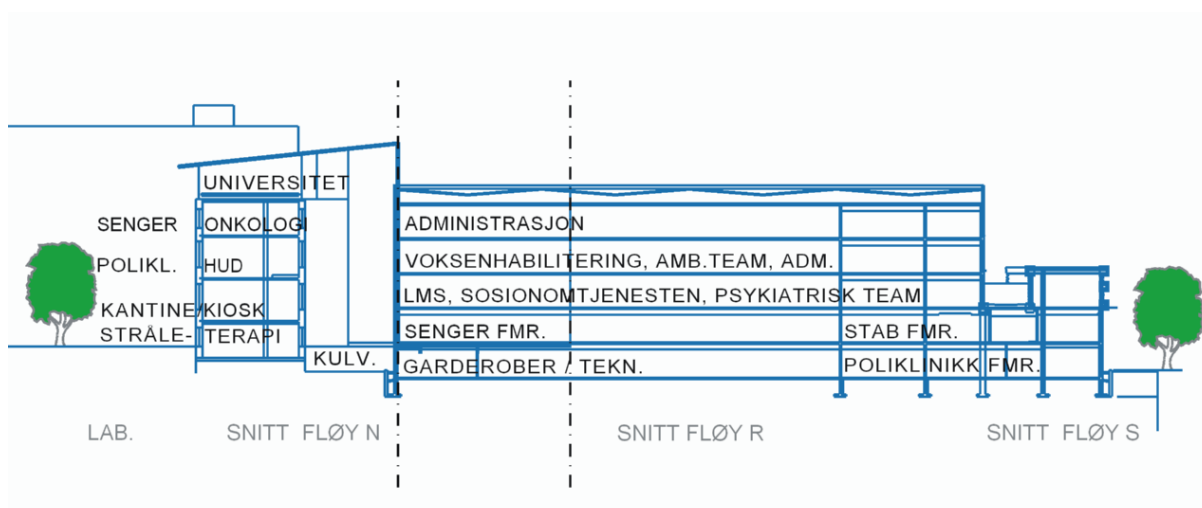 UNIVERSITET
SENGER ONKOLOGI ADMINISTRASJON
POLIKL. HUD VOKSENHABILITERING, AMB.TEAM, ADM.
KANTINE/KIOSK LMS, SOSIONOMTJENESTEN, PSYKIATRISK TEAM
STRÅLE- TERAPI SENGER FMR. STAB FMR.
KULV. GARDEROBER / TEKN. POLIKLINIKK FMR.
LAB. SNITT FLØY N SNITT FLØY R SNITT FLØY S